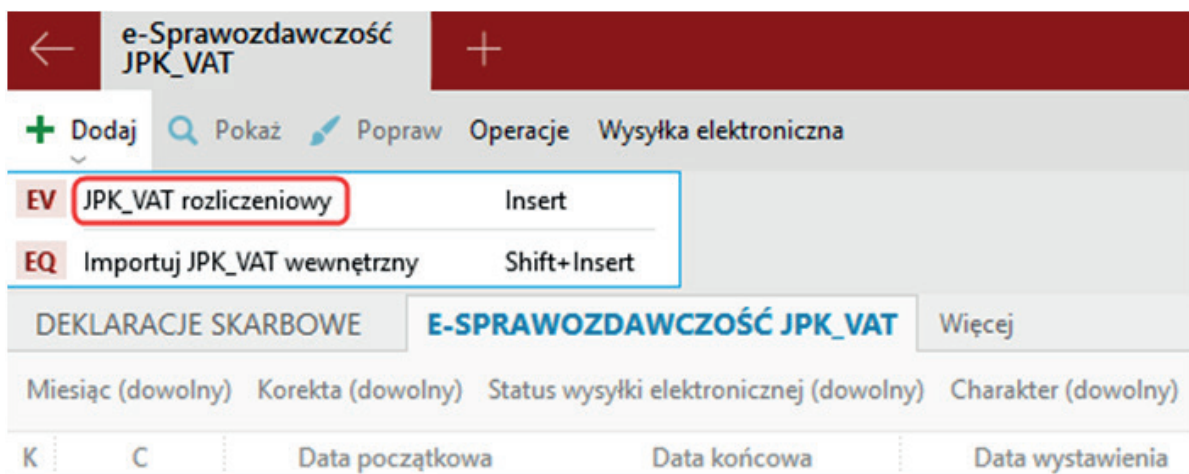 e-Sprawozdawczość
JPK_VAT
Dodaj Pokaż Popraw Operacje Wysyłka elektroniczna
EV JPK_VAT rozliczeniowy Insert
EQ Importuj JPK_VAT wewnętrzny Shift+Insert
DEKLARACJE SKARBOWE E-SPRAWOZDAWCZOŚĆ JPK_VAT Więcej
Miesiąc (dowolny) Korekta (dowolny) Status wysyłki elektronicznej (dowolny) Charakter (dowolny)
K C Data początkowa Data końcowa Data wystawienia